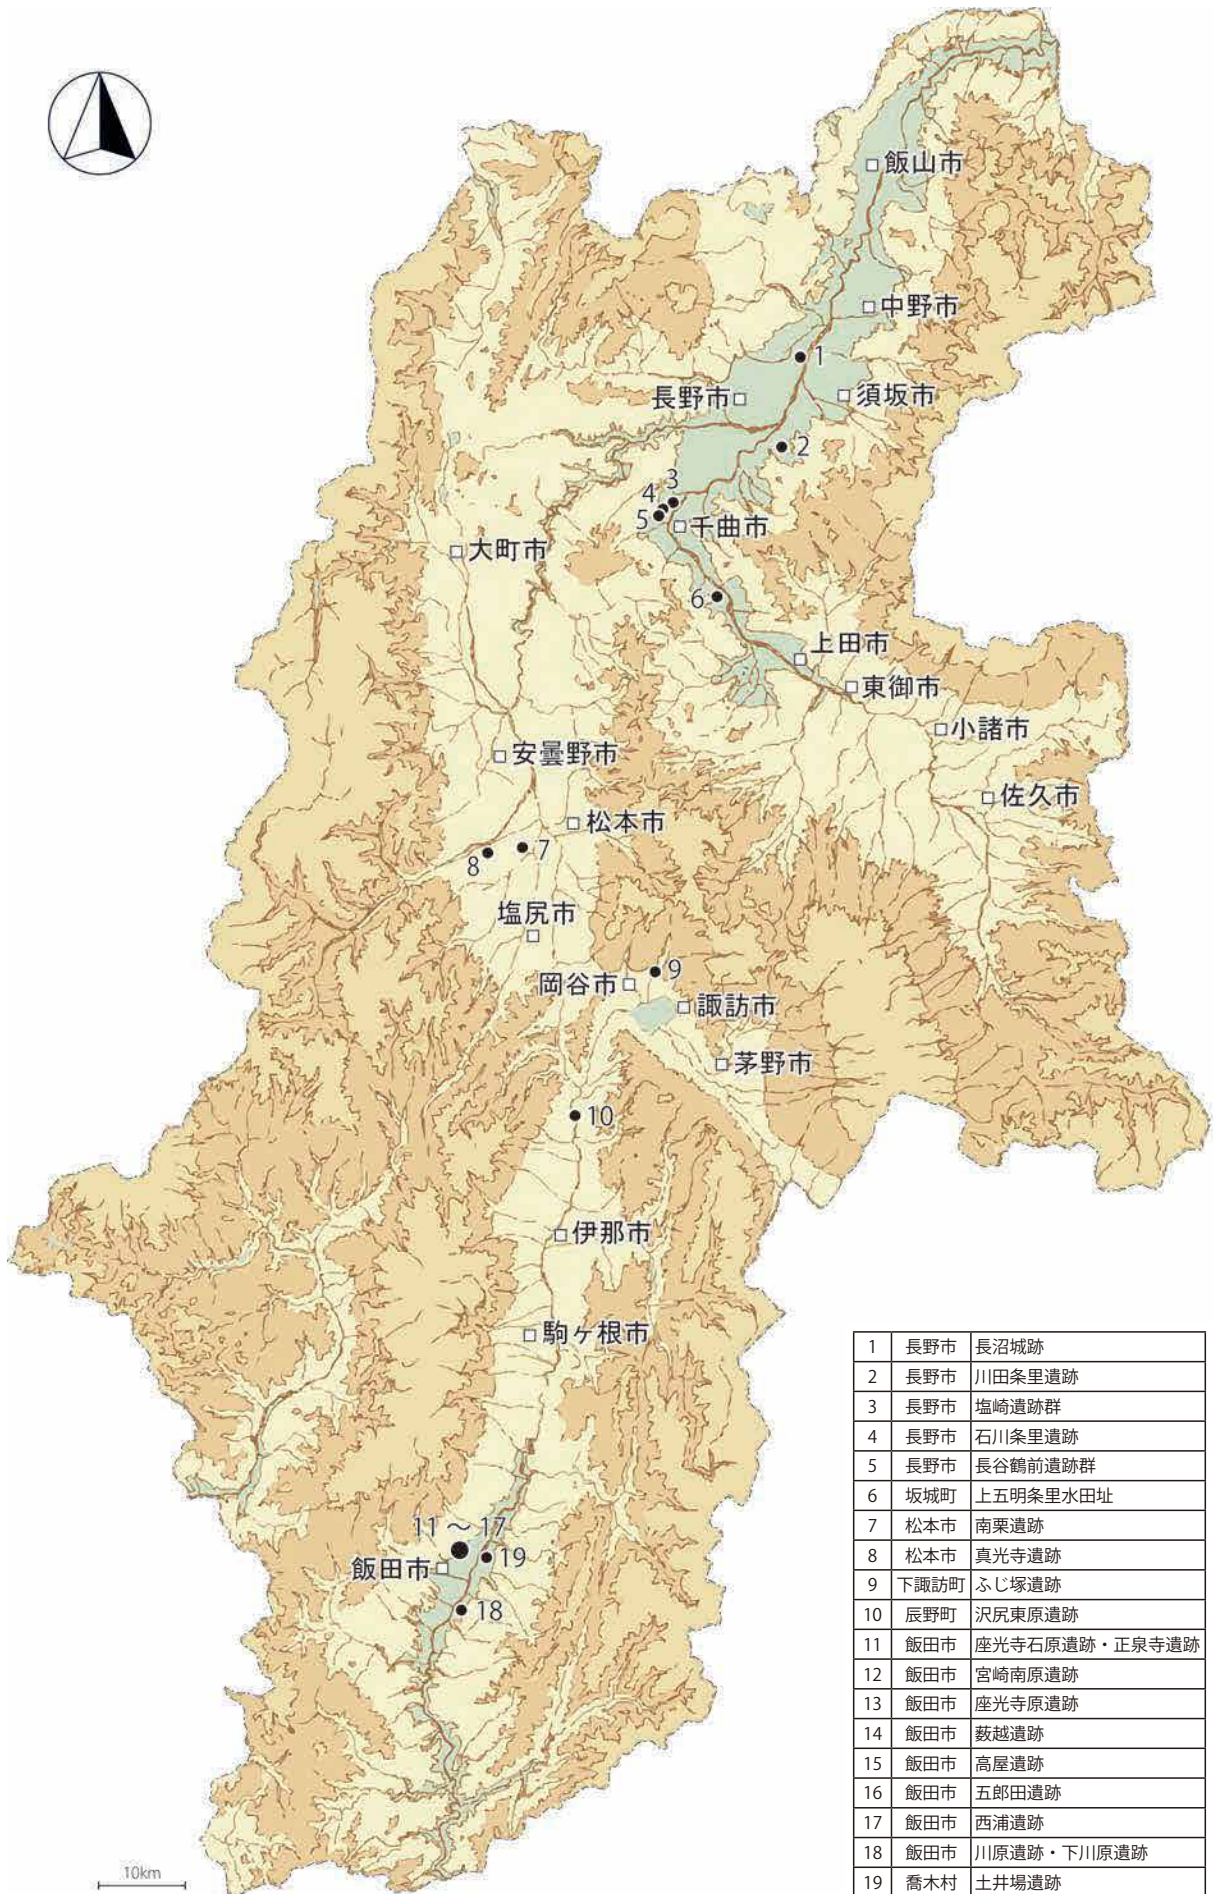 飯山市
中野市
1
長野市
須坂市
2
3
4
5
千曲市
大町市
6
上田市
東御市
小諸市
安曇野市
佐久市
松本市
7
8
塩尻市
9
岡谷市
諏訪市
茅野市
10
伊那市
駒ヶ根市
11～17
19
飯田市
18
10km
1 長野市 長沼城跡
2 長野市 川田条里遺跡
3 長野市 塩崎遺跡群
4 長野市 石川条里遺跡
5 長野市 長谷鶴前遺跡群
6 坂城町 上五明条里水田址
7 松本市 南栗遺跡
8 松本市 真光寺遺跡
9 下諏訪町 ふじ塚遺跡
10 辰野町 沢尻東原遺跡
11 飯田市 座光寺石原遺跡・正泉寺遺跡
12 飯田市 宮崎南原遺跡
13 飯田市 座光寺原遺跡
14 飯田市 薮越遺跡
15 飯田市 高屋遺跡
16 飯田市 五郎田遺跡
17 飯田市 西浦遺跡
18 飯田市 川原遺跡・下川原遺跡
19 喬木村 土井場遺跡